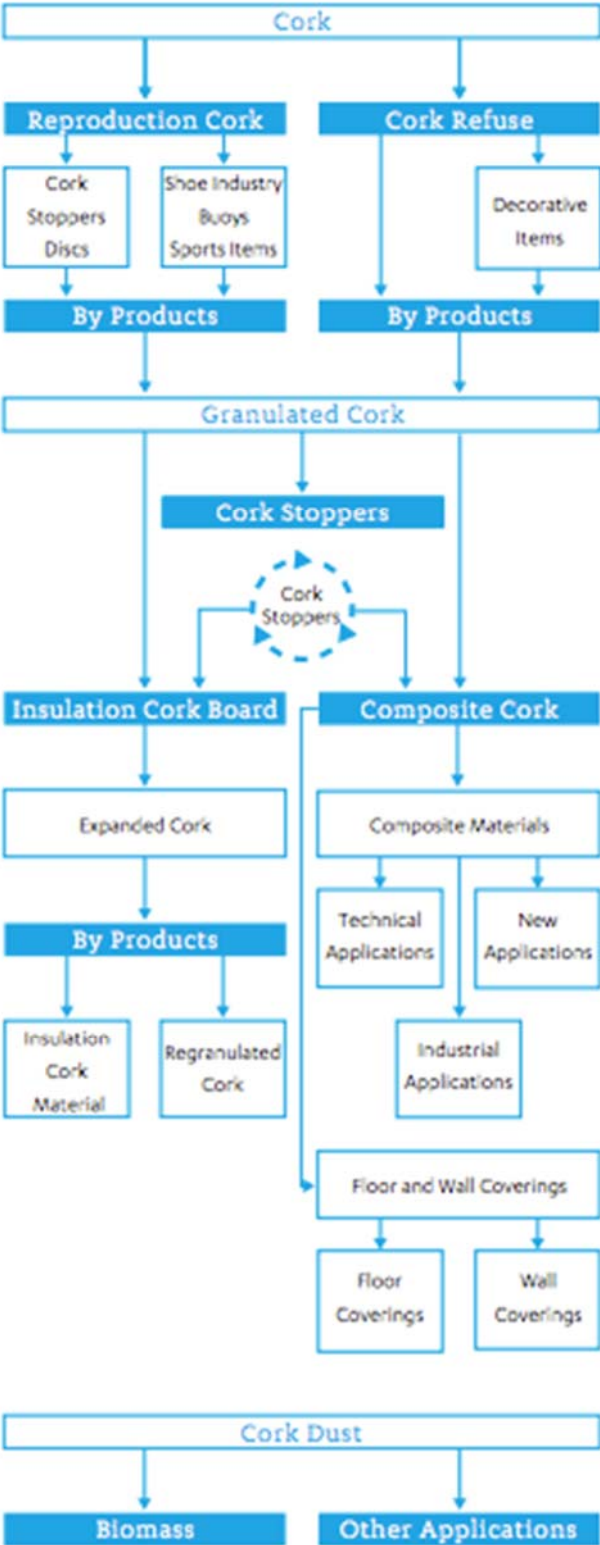 Cork
Reproduction Cork
Cork Refuse
Cork
Stoppers
Discs
Shoe Industry
Buoys
Sports Items
Decorative
Items
By Products
By Products
Granulated Cork
Cork Stoppers
Cork
Stoppers
Insulation Cork Board
Composite Cork
Expanded Cork
Composite Materials
Technical
Applications
New
Applications
By Products
Insulation
Cork
Material
Regranulated
Cork
Industrial
Applications
Floor and Wall Coverings
Floor
Coverings
Wall
Coverings
Cork Dust
Biomass
Other Applications